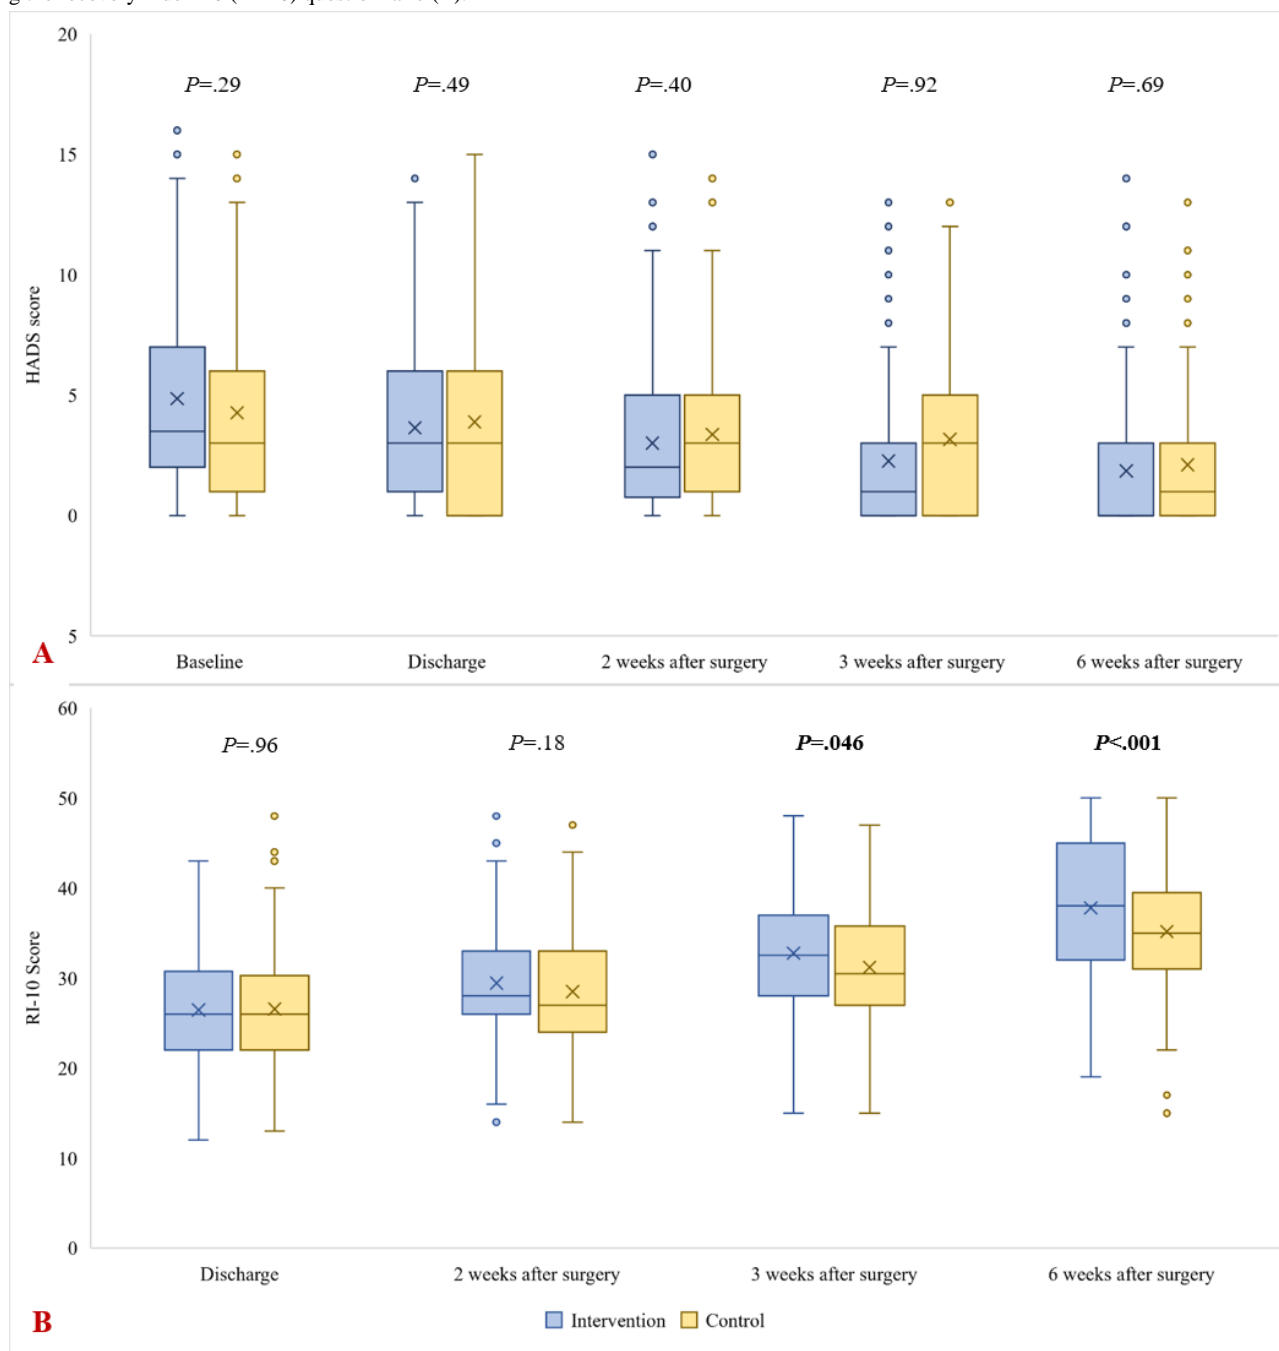 20
P=.29 P=.49 P=.40 P=.92 P=.69
15
10
HADS score
5
0
5
A
Baseline Discharge 2 weeks after surgery 3 weeks after surgery 6 weeks after surgery
60
P=.96 P=.18 P=.046 P<.001
50
40
30
RI-10 Score
20
10
0
Discharge 2 weeks after surgery 3 weeks after surgery 6 weeks after surgery
B
Intervention Control